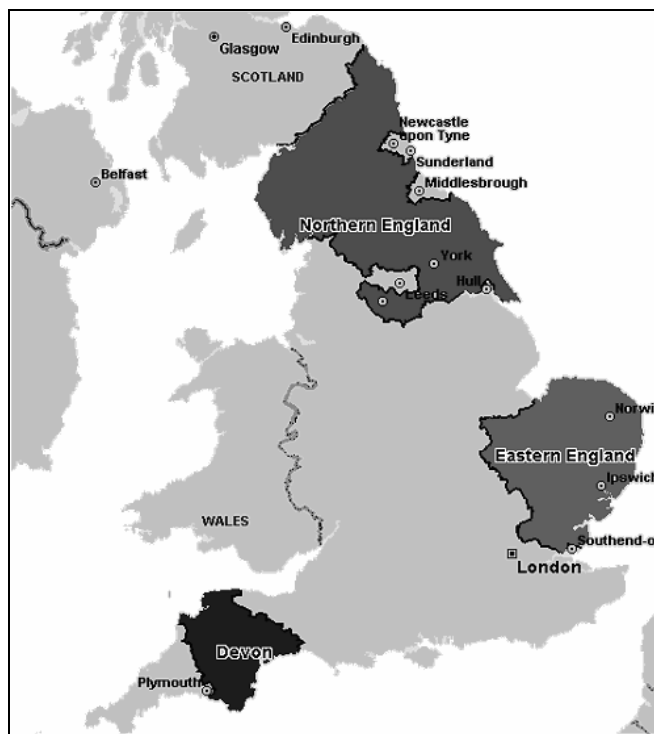 Edinburgh
Glasgow
SCOTLAND
Newcastle
upon Tyne
Sunderland
Belfast
Middlesbrough
Northern England
York
Hull
Leeds
Norwi
Eastern England
Ipswich
WALES
Southend-o
London
Devon
Plymouth